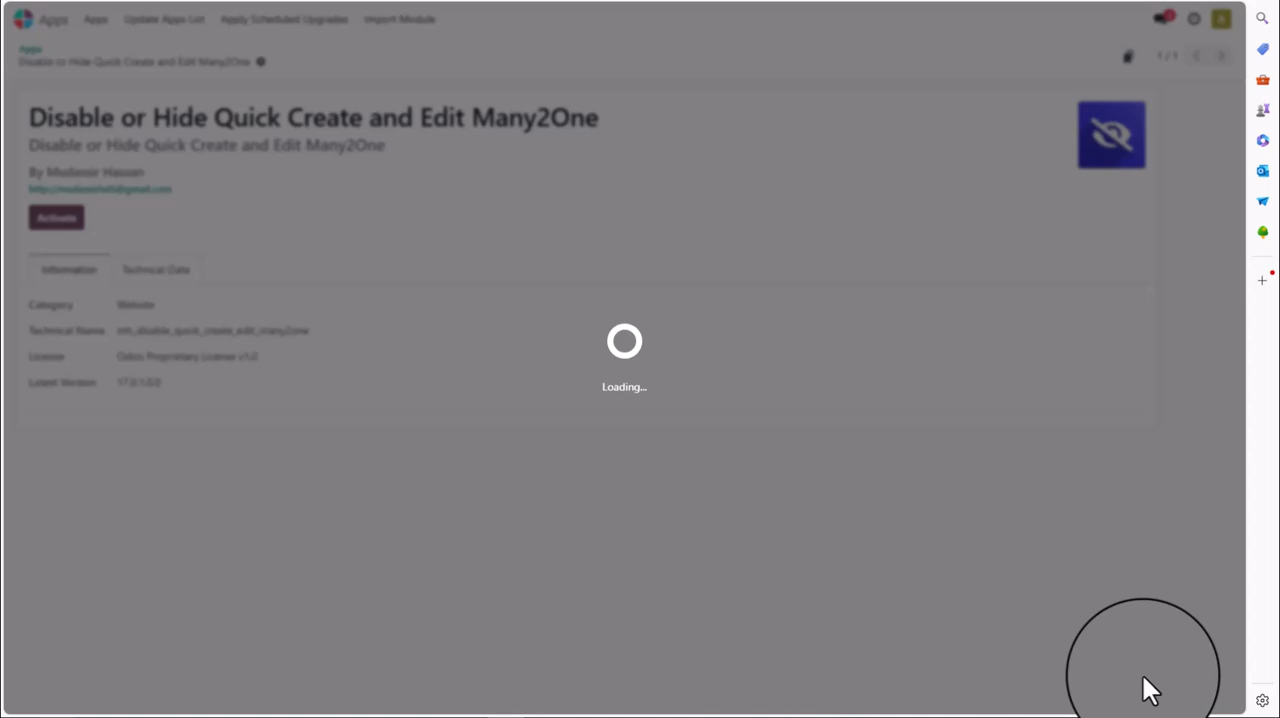 Apps Apps Update Apps List Apply Scheduled Upgrades Import Module
Apps
Disable or Hide Quick Create and Edit Many2One
1 / 1
Disable or Hide Quick Create and Edit Many2One
Disable or Hide Quick Create and Edit Many2One
By Mudassir Hassan
Activate
Information Technical Data
Category Website
Technical Name
License Odoo Proprietary License v1.0
Latest Version 17.0.1.0.0
Loading...